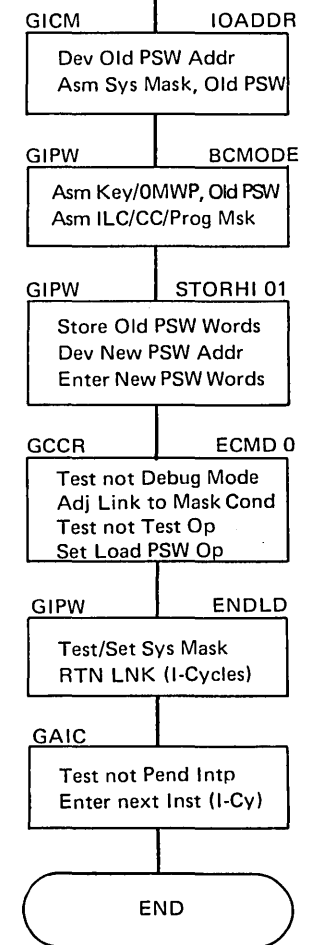 GICM IOADDR
Dev Old PSW Addr
Asm Sys Mask, Old PSW
GIPW BCMODE
Asm Key/0MWP, Old PSW
Asm ILC/CC/Prog Msk
GIPW STORHI 01
Store Old PSW Words
Dev New PSW Addr
Enter New PSW Words
GCCR ECMD 0
Test not Debug Mode
Adj Link to Mask Cond
Test not Test Op
Set Load PSW Op
GIPW ENDLD
Test/Set Sys Mask
RTN LNK (I-Cycles)
GAIC
Test not Pend Intp
Enter next Inst (I-Cy)
END